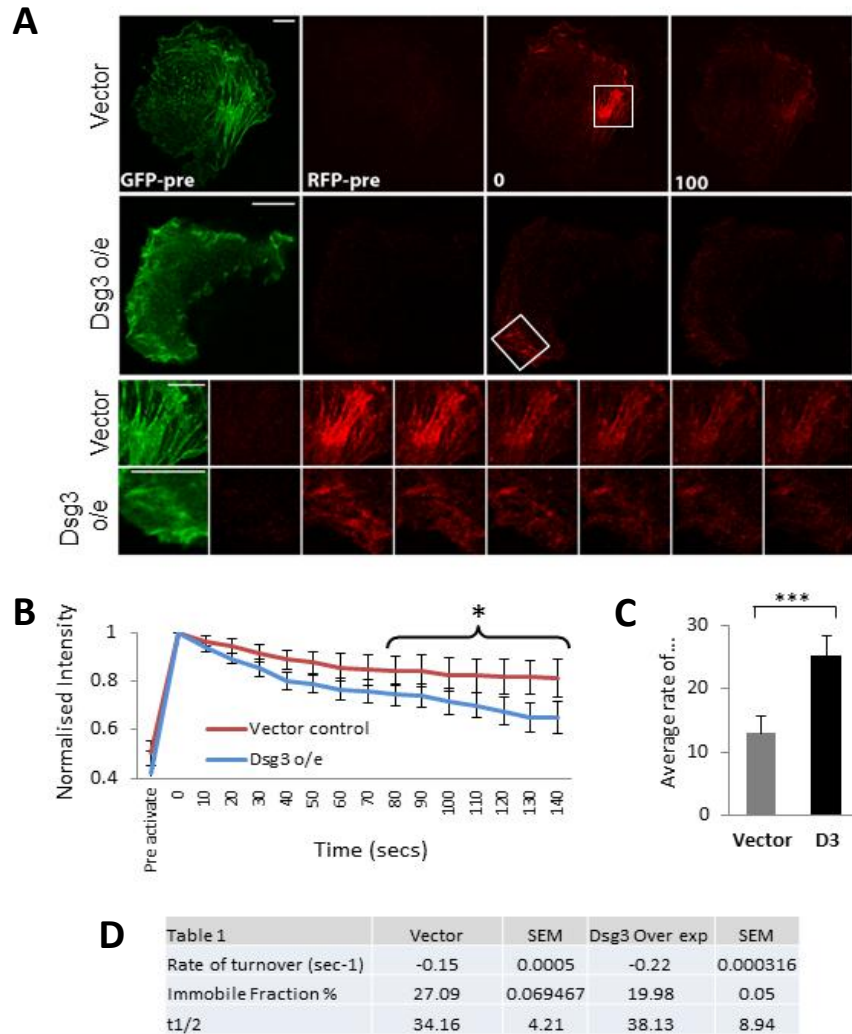 A
Vector
GFP-pre
RFP-pre
0
100
Dsg3 o/e
Vector
Dsg3
o/e
B
Normalised Intensity
1
0.8
0.6
0.4
*
Vector control
Dsg3 o/e
Pre activate
0
10
20
30
40
50
60
70
80
90
100
110
120
130
140
Time (secs)
C
Average rate of...
30
20
10
0
***
Vector
D3
D
Table 1 Vector SEM Dsg3 Over exp SEM
Rate of turnover (sec-1) -0.15 0.0005 -0.22 0.000316
Immobile Fraction % 27.09 0.069467 19.98 0.05
t1/2 34.16 4.21 38.13 8.94